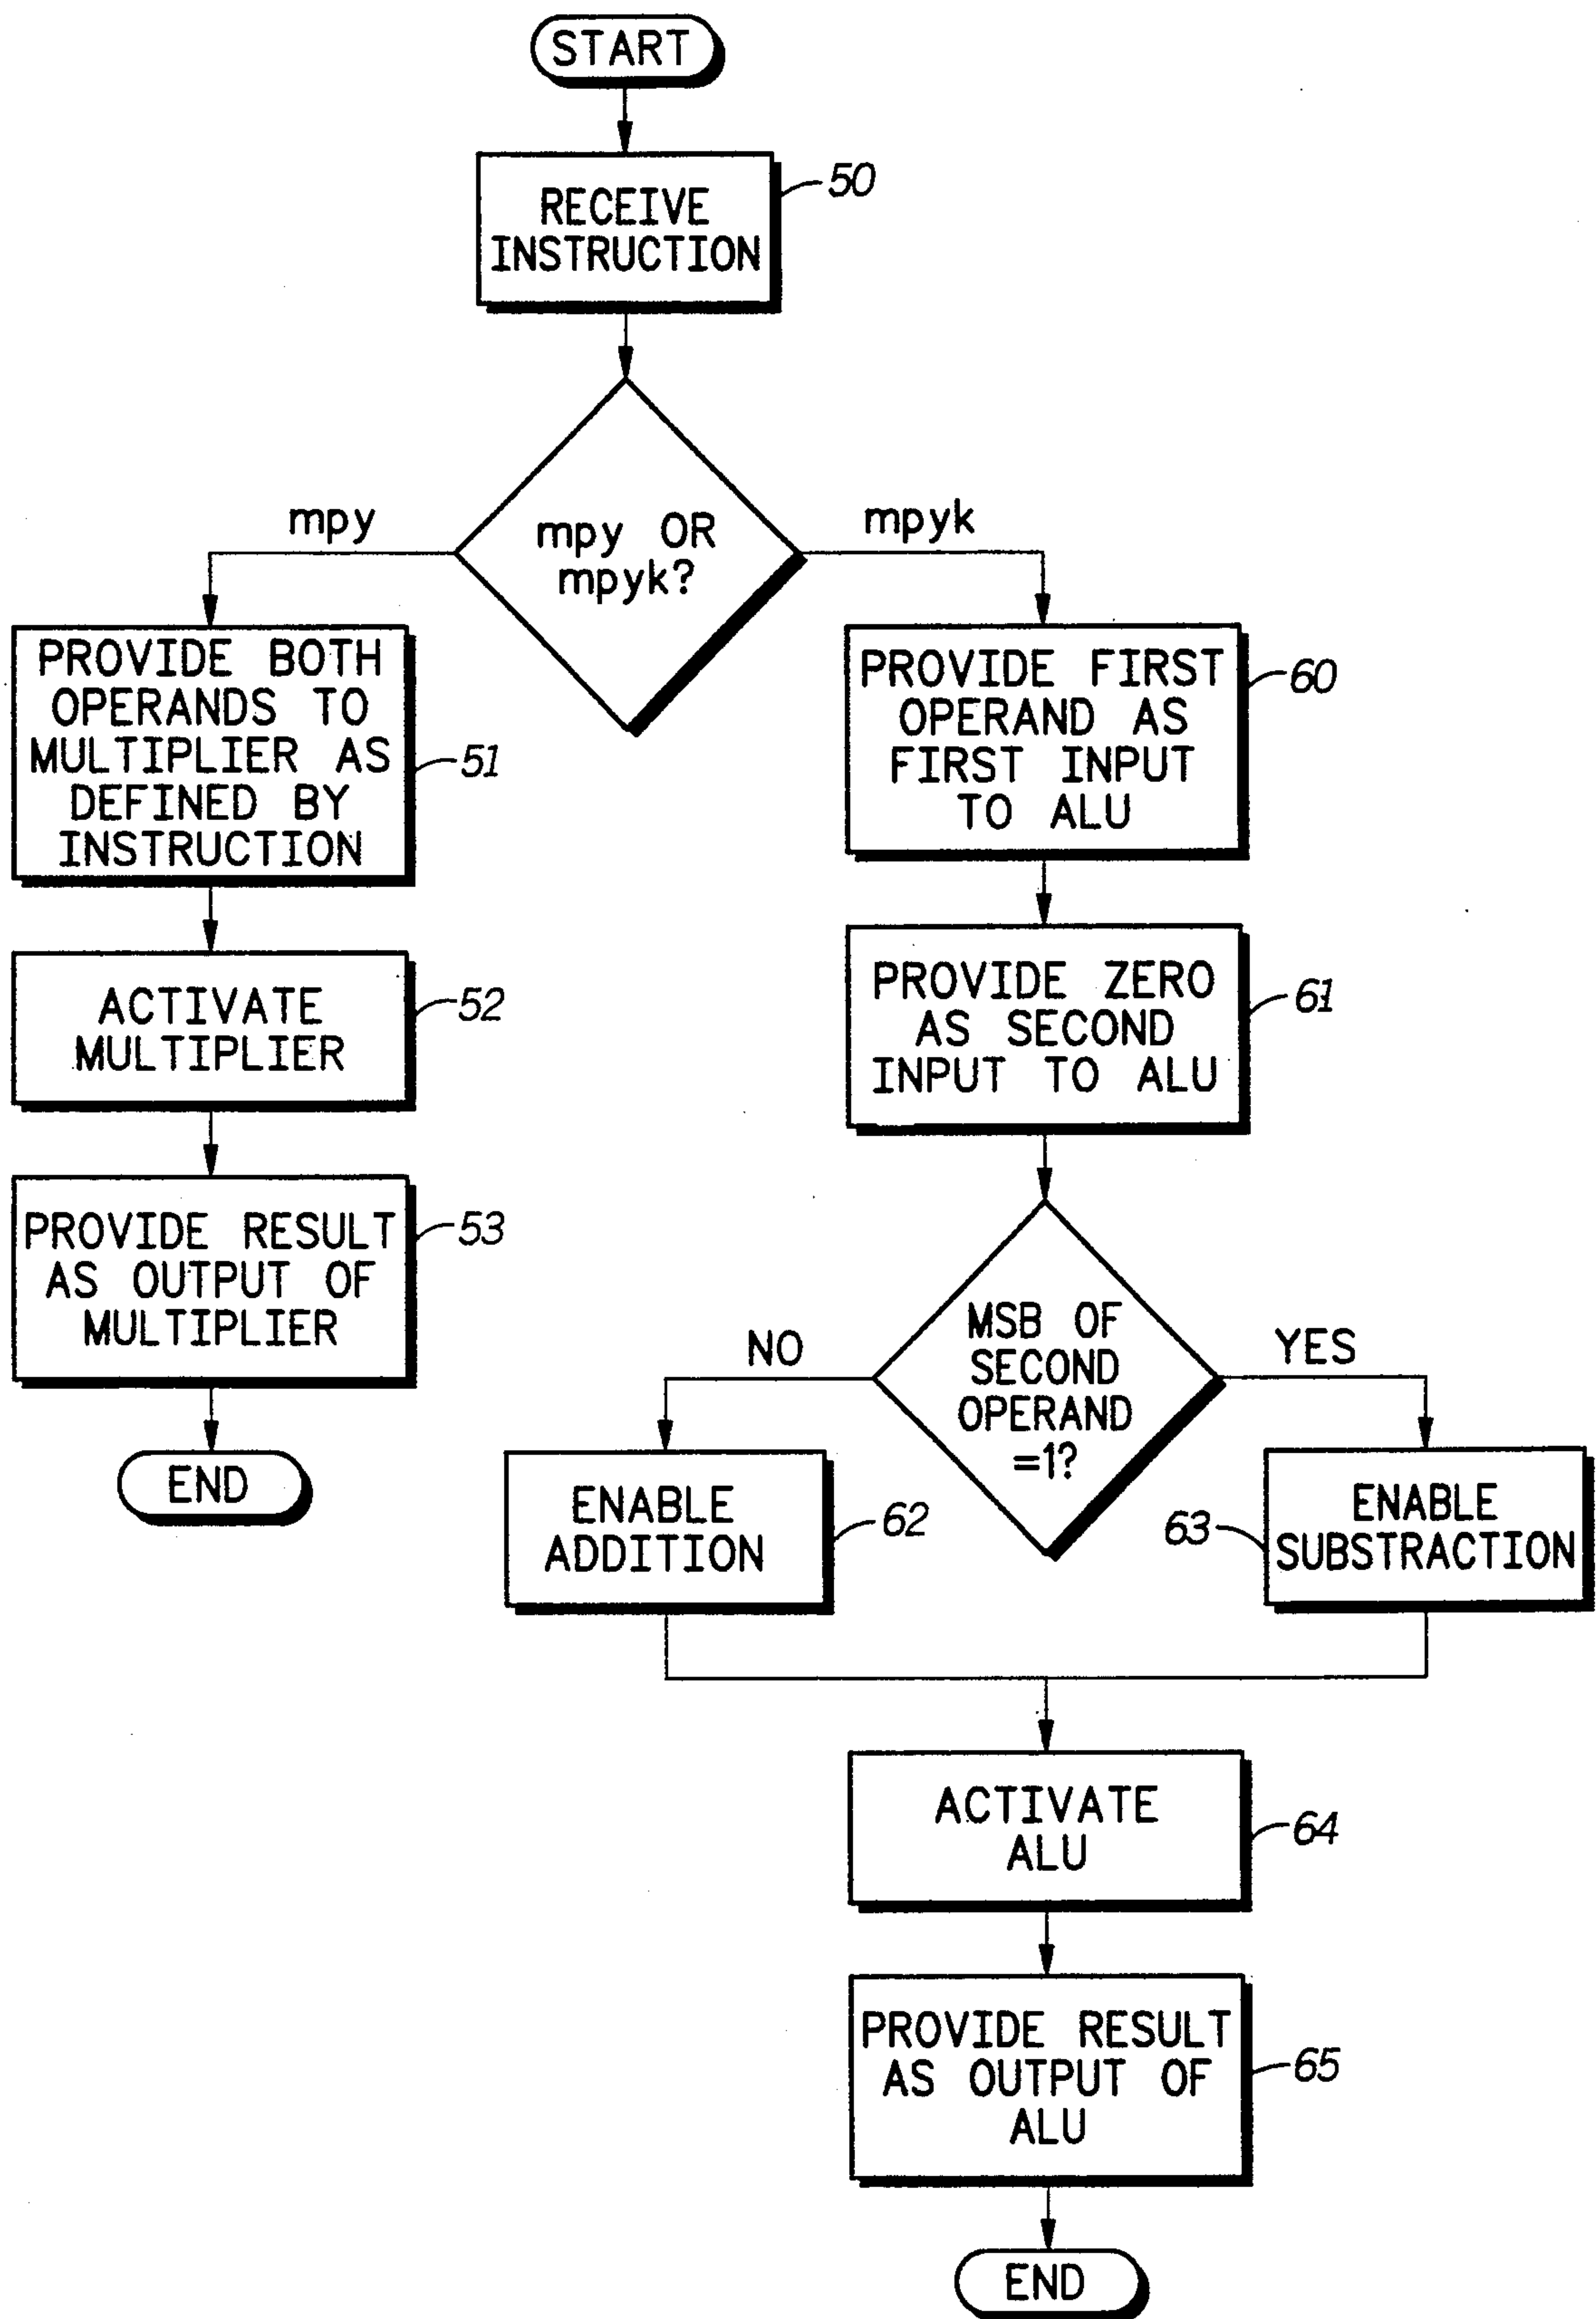 START
RECEIVE
INSTRUCTION
50
mpy
mpy OR
mpyk?
mpyk
PROVIDE BOTH
OPERANDS TO
MULTIPLIER AS
DEFINED BY
INSTRUCTION
51
ACTIVATE
MULTIPLIER
52
PROVIDE RESULT
AS OUTPUT OF
MULTIPLIER
53
END
PROVIDE FIRST
OPERAND AS
FIRST INPUT
TO ALU
60
PROVIDE ZERO
AS SECOND
INPUT TO ALU
61
NO
MSB OF
SECOND
OPERAND
=1?
YES
ENABLE
ADDITION
62
63
ENABLE
SUBSTRACTION
ACTIVATE
ALU
64
PROVIDE RESULT
AS OUTPUT OF
ALU
65
END